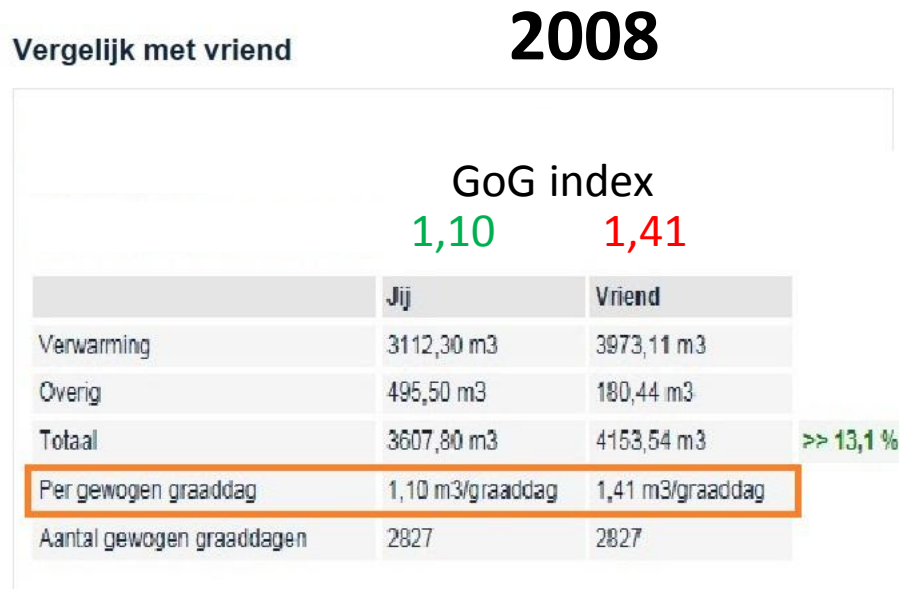 Vergelijk met vriend 2008
GoG index
1,10 1,41
Jij Vriend
Verwarming 3112,30 m3 3973,11 m3
Overig 495,50 m3 180,44 m3
Totaal 3607,80 m3 4153,54 m3 >> 13,1 %
Per gewogen graaddag 1,10 m3/graaddag 1,41 m3/graaddag
Aantal gewogen graaddagen 2827 2827